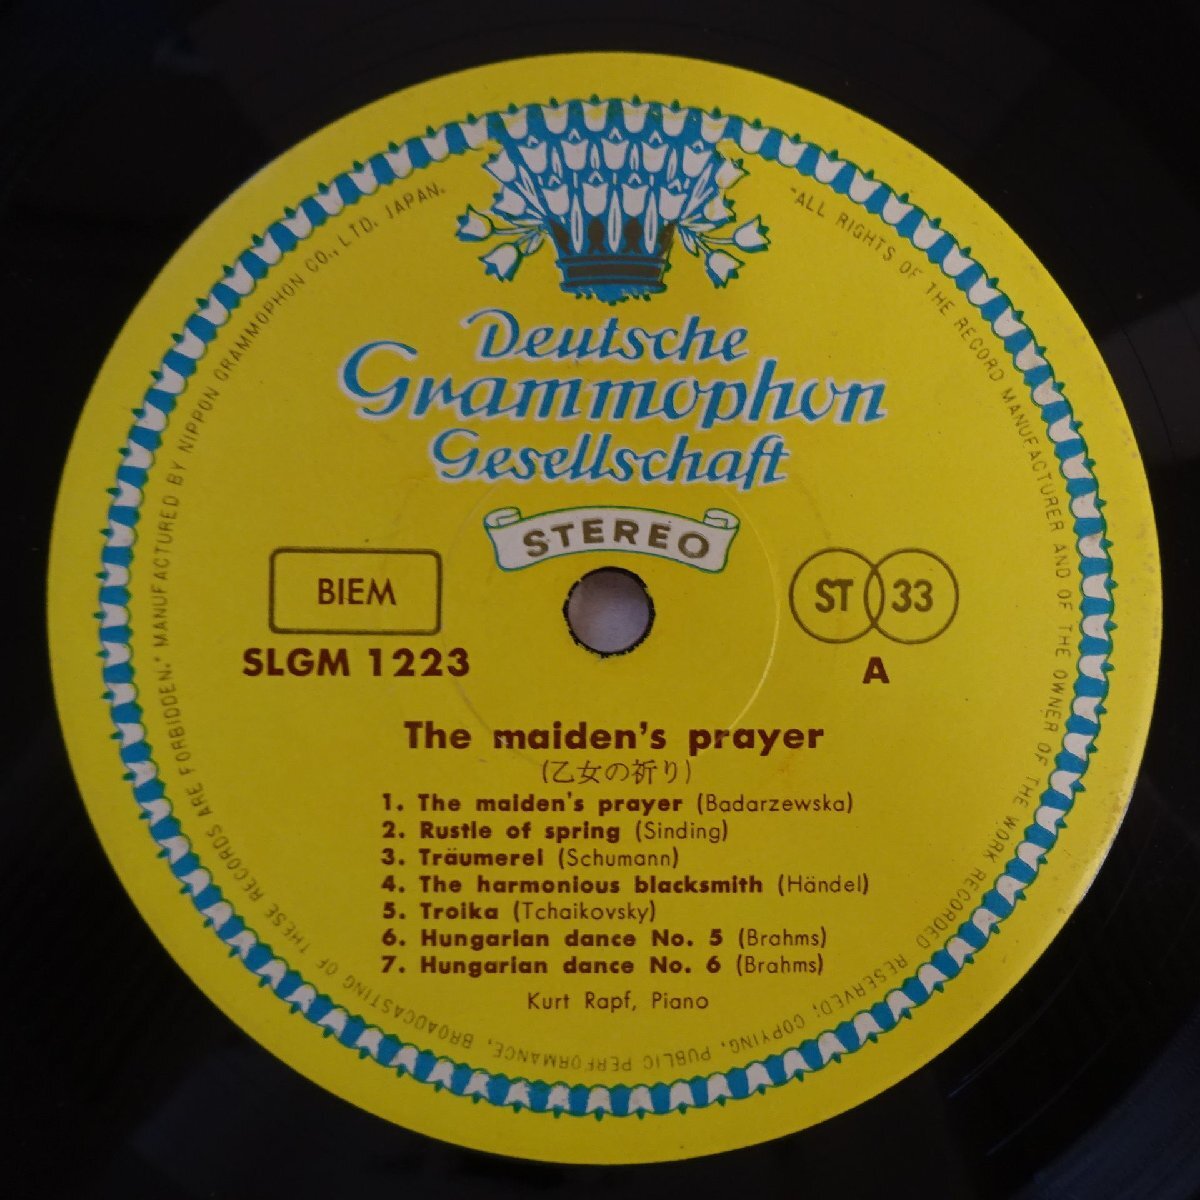 "ALL RIGHTS OF THE RECORD MANUFACTURER AND OF THE OWNER OF THE WORK RECORDED RESERVED; COPYING, PUBLIC PERFORMANCE, BROADCASTING OF THESE RECORDS ARE FORBIDDEN." MANUFACTURED BY NIPPON GRAMMOPHON CO., LTD. JAPAN.
Deutsche
Grammophon
Gesellschaft
STEREO
BIEM
ST 33
SLGM 1223
A
The maiden's prayer
(乙女の祈り)
1. The maiden's prayer (Badarzewska)
2. Rustle of spring (Sinding)
3. Träumerei (Schumann)
4. The harmonious blacksmith (Händel)
5. Troika (Tchaikovsky)
6. Hungarian dance No. 5 (Brahms)
7. Hungarian dance No. 6 (Brahms)
Kurt Rapf, Piano